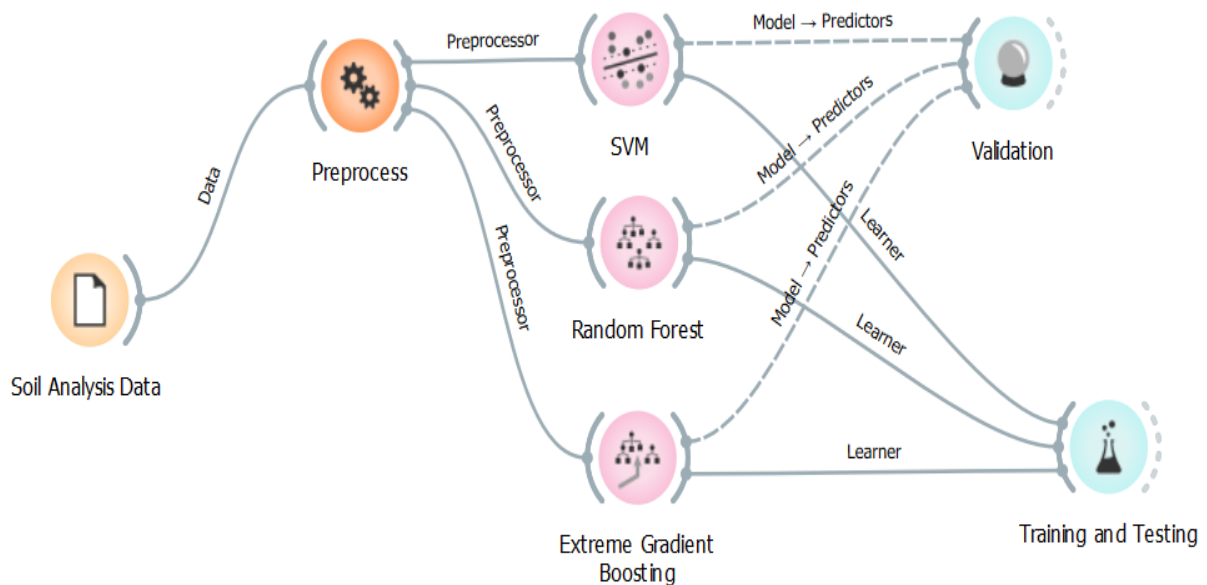 Model → Predictors
Preprocessor
SVM
Validation
Preprocess
Preprocessor
Model → Predictors
Data
Preprocessor
Model → Predictors
Learner
Random Forest
Learner
Soil Analysis Data
Learner
Extreme Gradient
Boosting
Training and Testing